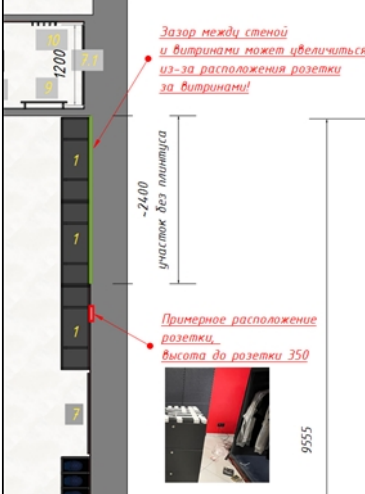 Зазор между стеной
и витринами может увеличиться
из-за расположения розетки
за витринами!
10
1200
7.1
9
1
~2400
участок без плинтуса
1
1
Примерное расположение
розетки,
высота до розетки 350
7
9555